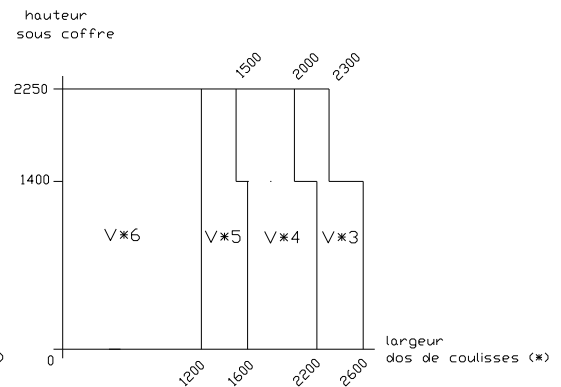 hauteur
sous coffre
1500
2000
2300
2250
1400
V*6
V*5
V*4
V*3
0
)
1200
1600
2200
2600
largeur
dos de coulisses (*)